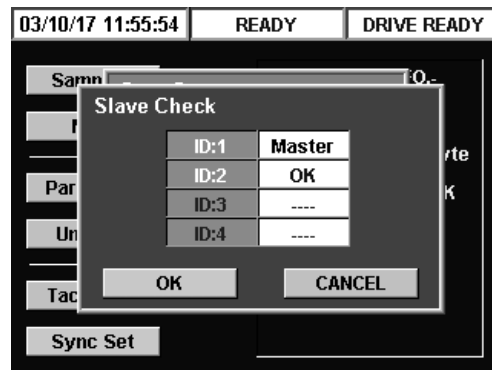 03/10/17 11:55:54 READY DRIVE READY
Slave Check
ID:1 Master
ID:2 OK
ID:3 ----
ID:4 ----
OK CANCEL
Sync Set